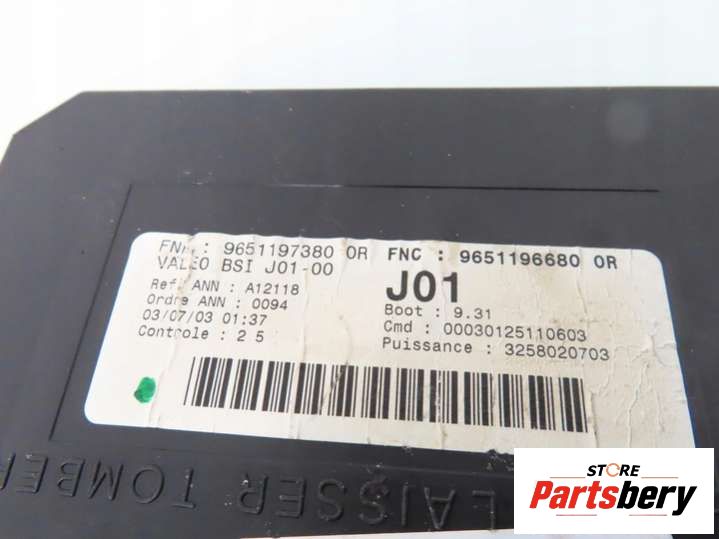 FNR : 9651197380 OR FNC : 9651196680 OR
VALEO BSI J01-00
J01
Ref. ANN : A12118
Boot : 9.31
Ordre ANN : 0094
Cmd : 00030125110603
03/07/03 01:37
Puissance : 3258020703
Controle : 2 5
LAISSER TOMBER
STORE
Partsbery